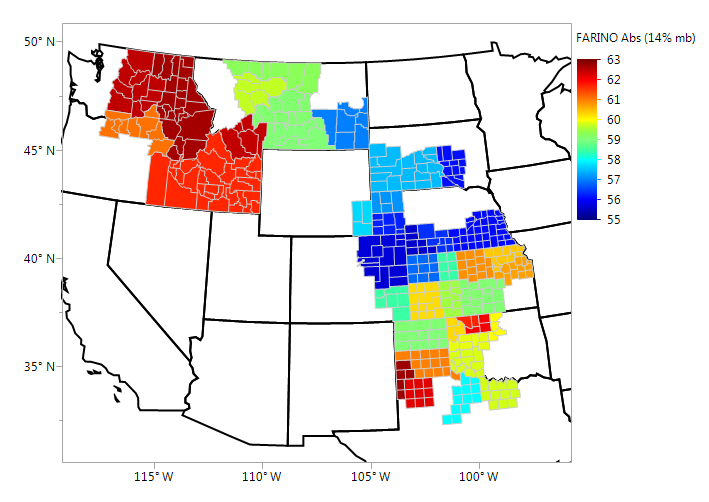 FARINO Abs (14% mb)
63
62
61
60
59
58
57
56
55
50° N
45° N
40° N
35° N
115° W
110° W
105° W
100° W